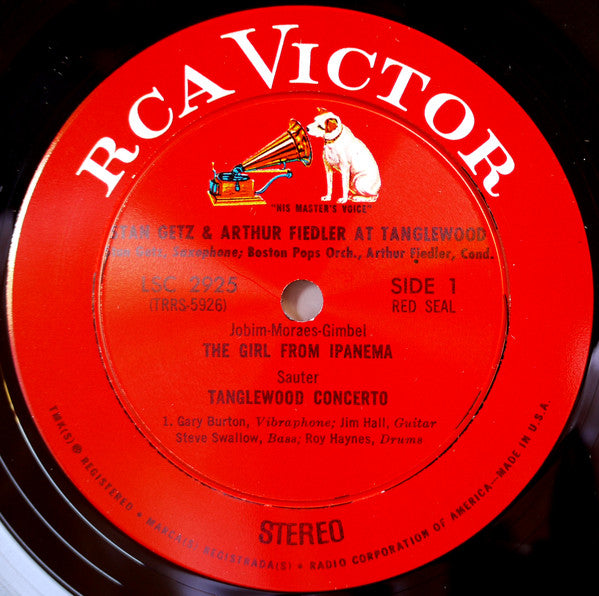 RCA VICTOR
"HIS MASTER'S VOICE"
STAN GETZ & ARTHUR FIEDLER AT TANGLEWOOD
Stan Getz, Saxophone; Boston Pops Orch., Arthur Fiedler, Cond.
LSC 2925
(TRRS-5926)
SIDE 1
RED SEAL
Jobim-Moraes-Gimbel
THE GIRL FROM IPANEMA
Sauter
TANGLEWOOD CONCERTO
1. Gary Burton, Vibraphone; Jim Hall, Guitar
Steve Swallow, Bass; Roy Haynes, Drums
STEREO
TMK(S) ® REGISTERED • MARCA(S) REGISTRADA(S) • RADIO CORPORATION OF AMERICA—MADE IN U.S.A